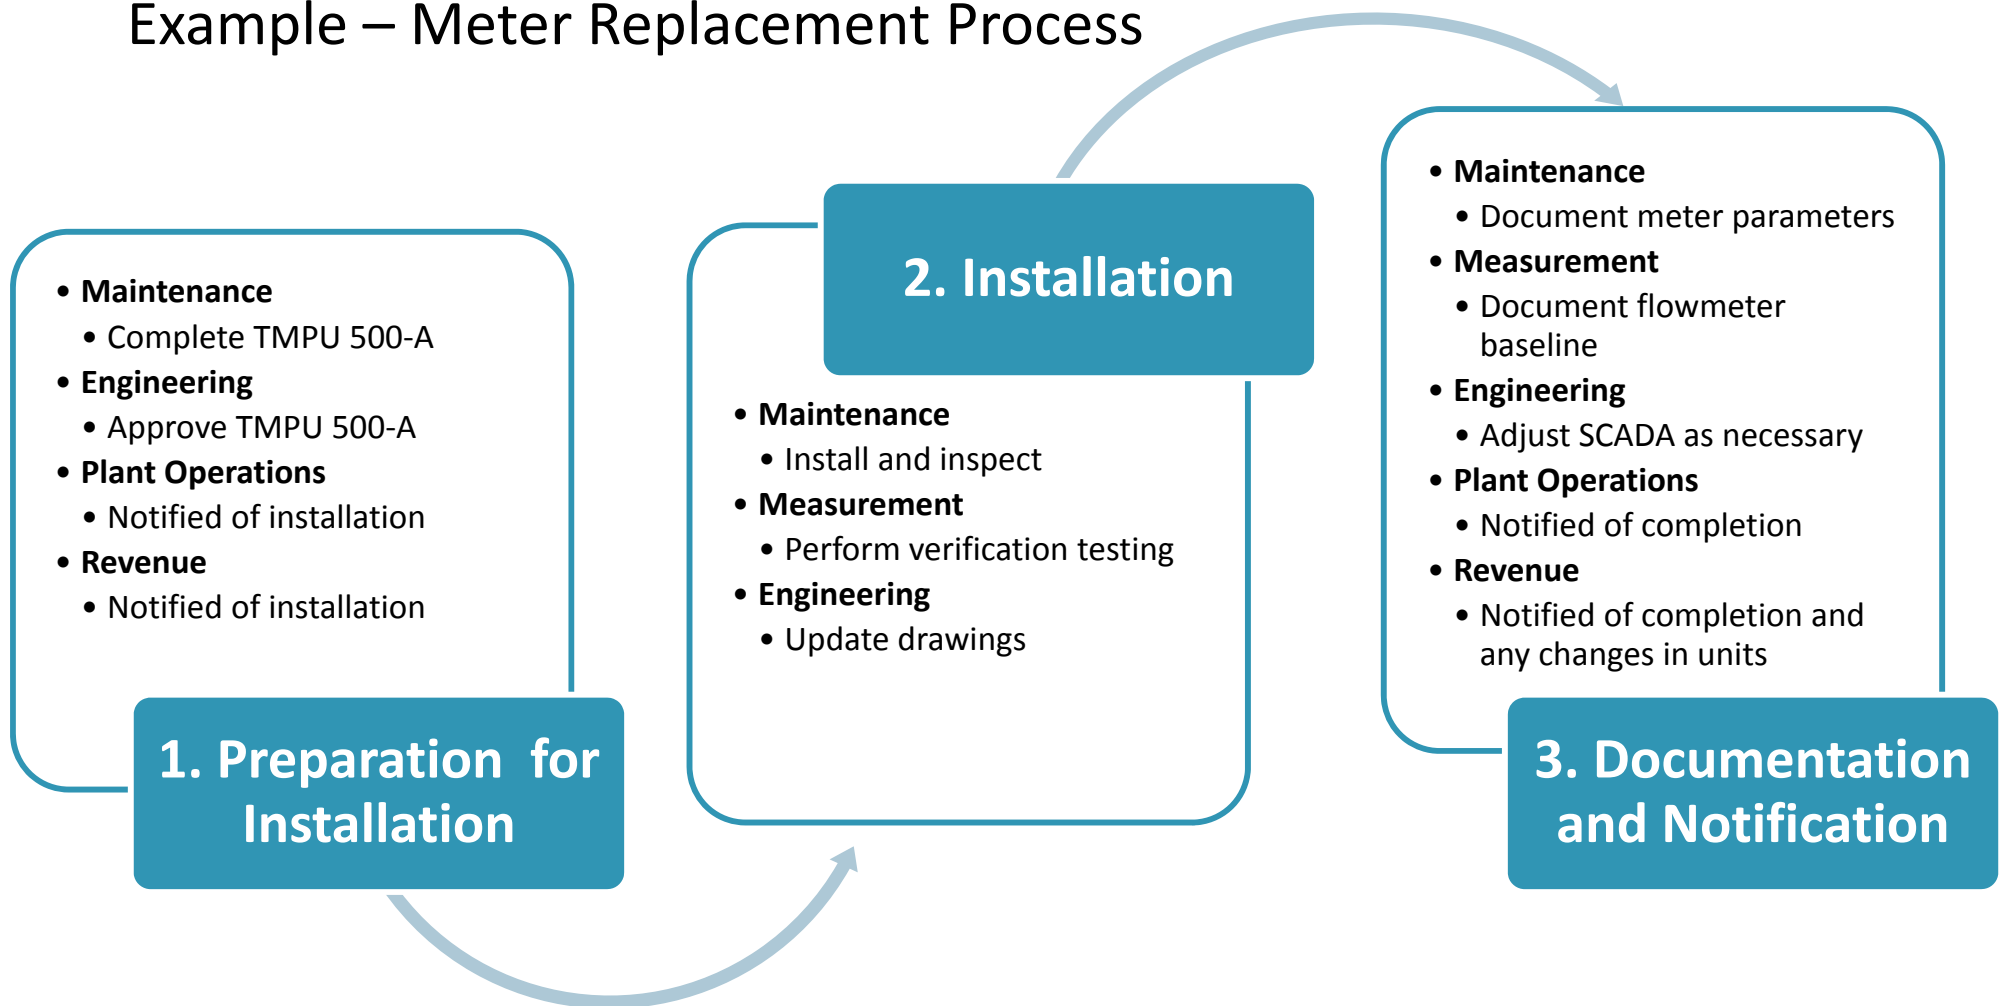 Example – Meter Replacement Process
• Maintenance
• Complete TMPU 500-A
• Engineering
• Approve TMPU 500-A
• Plant Operations
• Notified of installation
• Revenue
• Notified of installation
1. Preparation  for
Installation
2. Installation
• Maintenance
• Install and inspect
• Measurement
• Perform verification testing
• Engineering
• Update drawings
• Maintenance
• Document meter parameters
• Measurement
• Document flowmeter
baseline
• Engineering
• Adjust SCADA as necessary
• Plant Operations
• Notified of completion
• Revenue
• Notified of completion and
any changes in units
3. Documentation
and Notification